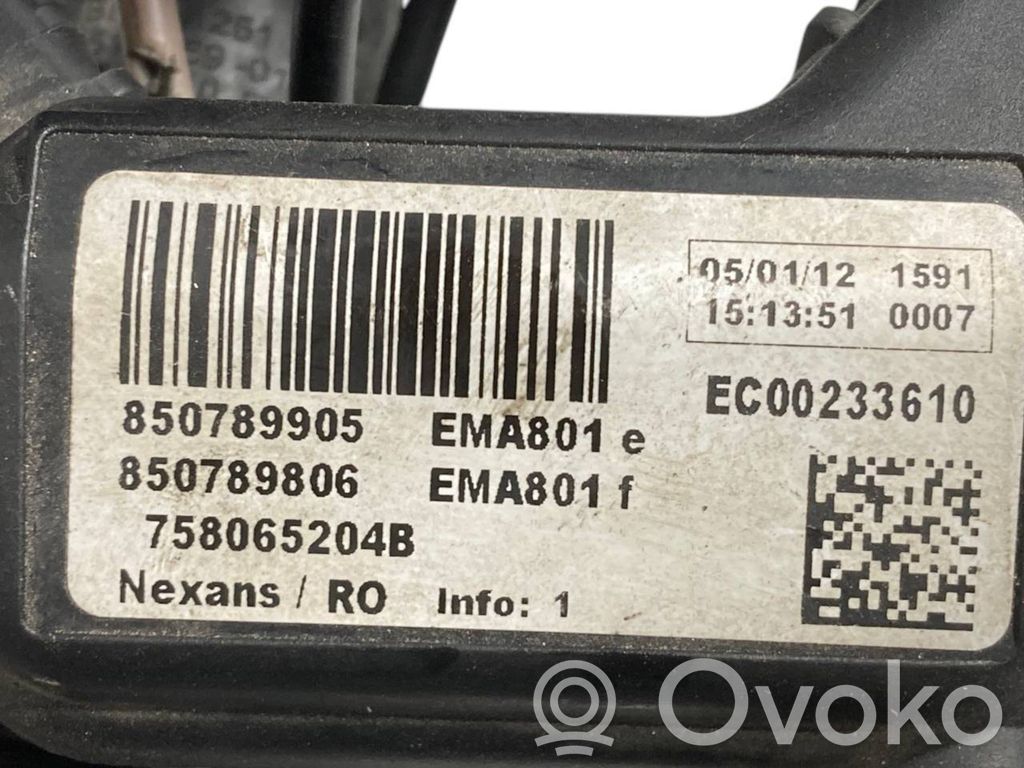 05/01/12 1591
15:13:51 0007
EC00233610
850789905 EMA801 e
850789806 EMA801 f
758065204B
Nexans / RO Info: 1
Ovoko